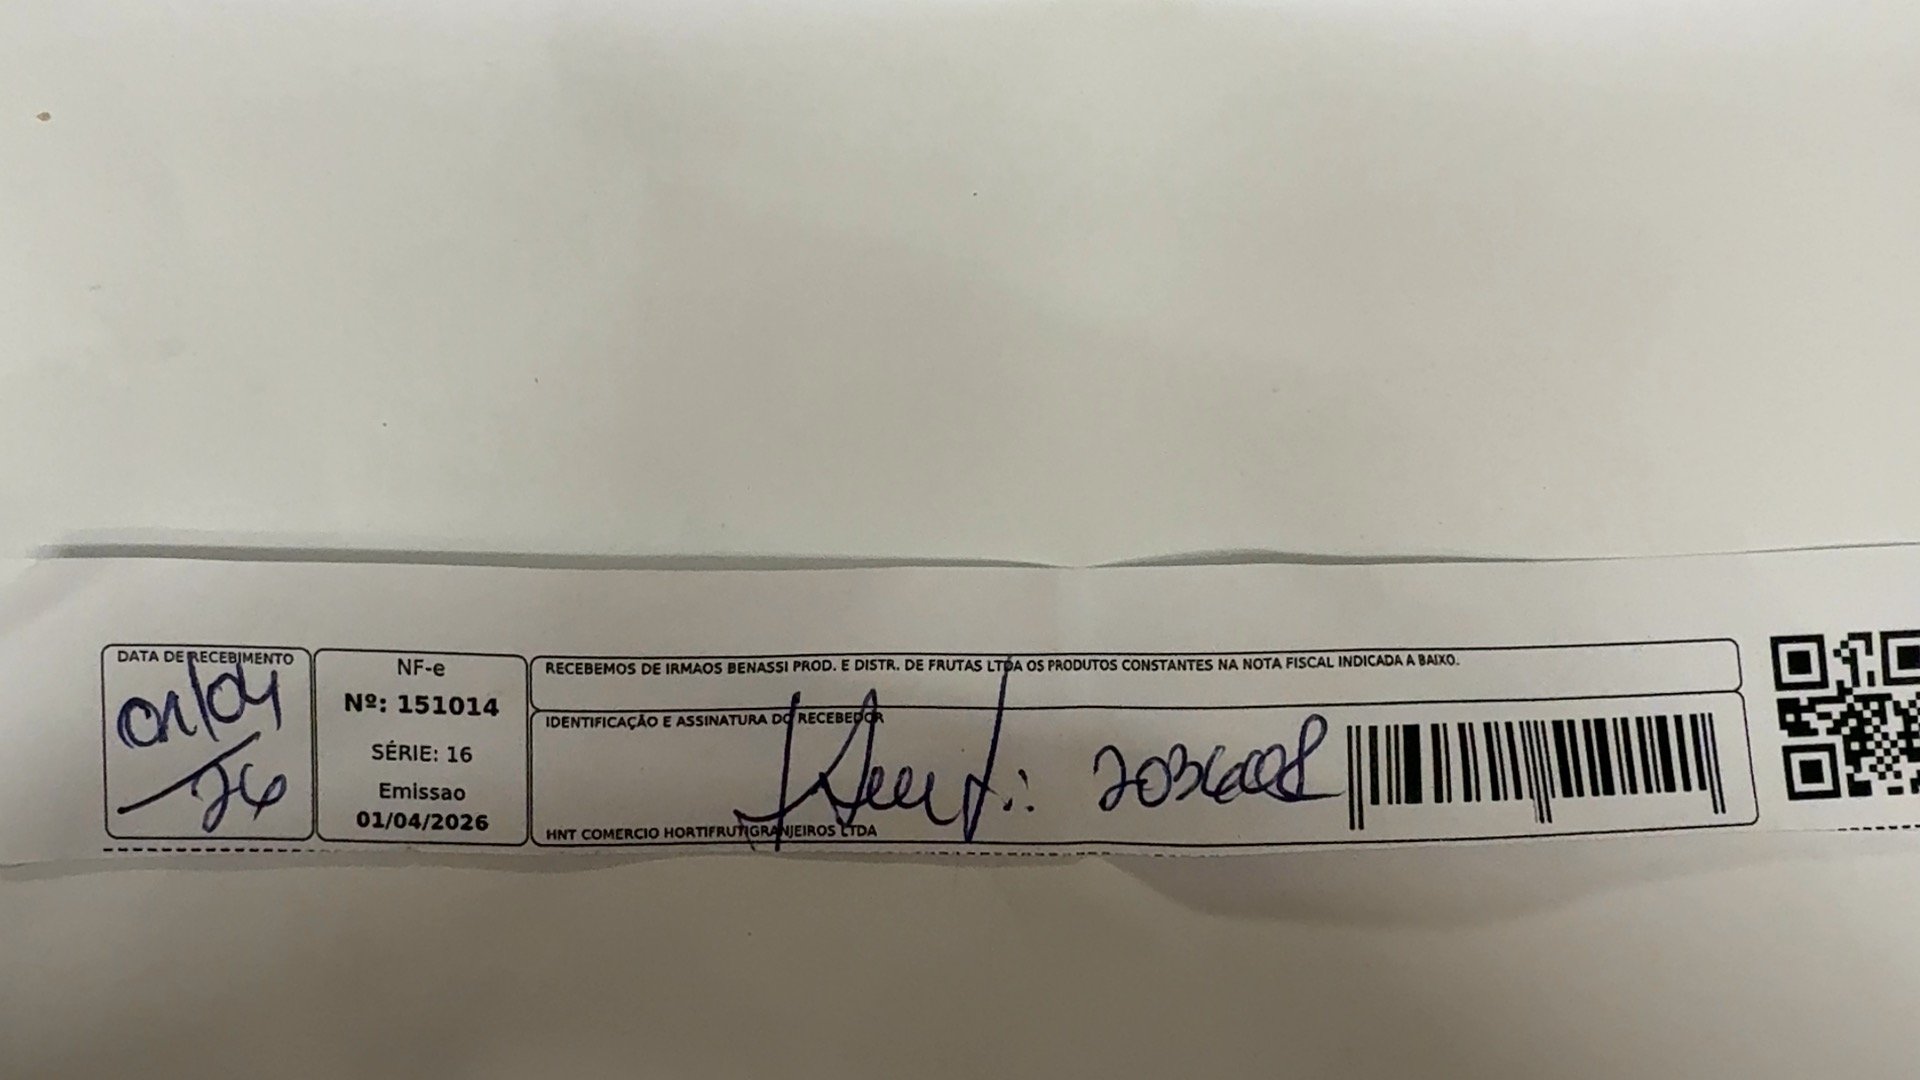 DATA DE RECEBIMENTO
01/04
/26
NF-e
Nº: 151014
SÉRIE: 16
Emissao
01/04/2026
RECEBEMOS DE IRMAOS BENASSI PROD. E DISTR. DE FRUTAS LTDA OS PRODUTOS CONSTANTES NA NOTA FISCAL INDICADA A BAIXO.
IDENTIFICAÇÃO E ASSINATURA DO RECEBEDOR
HNT COMERCIO HORTIFRUTIGRANJEIROS LTDA